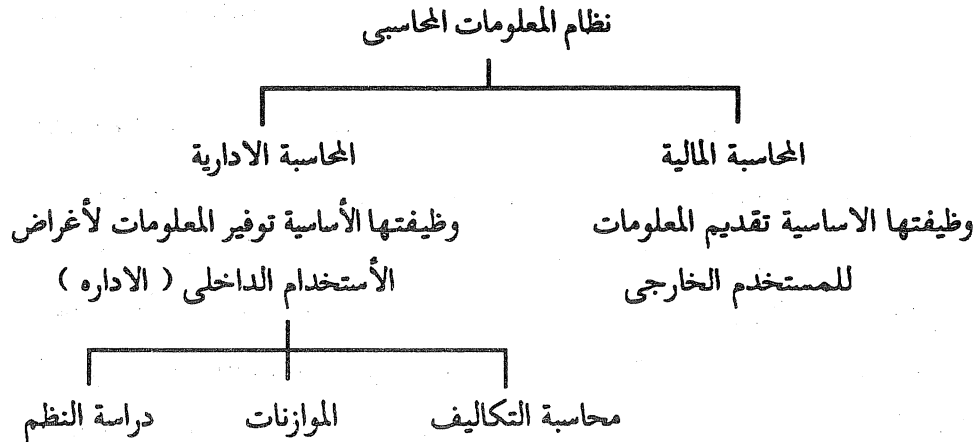 نظام المعلومات المحاسبى
المحاسبة المالية
المحاسبة الادارية
وظيفتها الاساسية تقديم المعلومات
للمستخدم الخارجى
وظيفتها الأساسية توفير المعلومات لأغراض
الأستخدام الداخلى ( الاداره )
محاسبة التكاليف
الموازنات
دراسة النظم